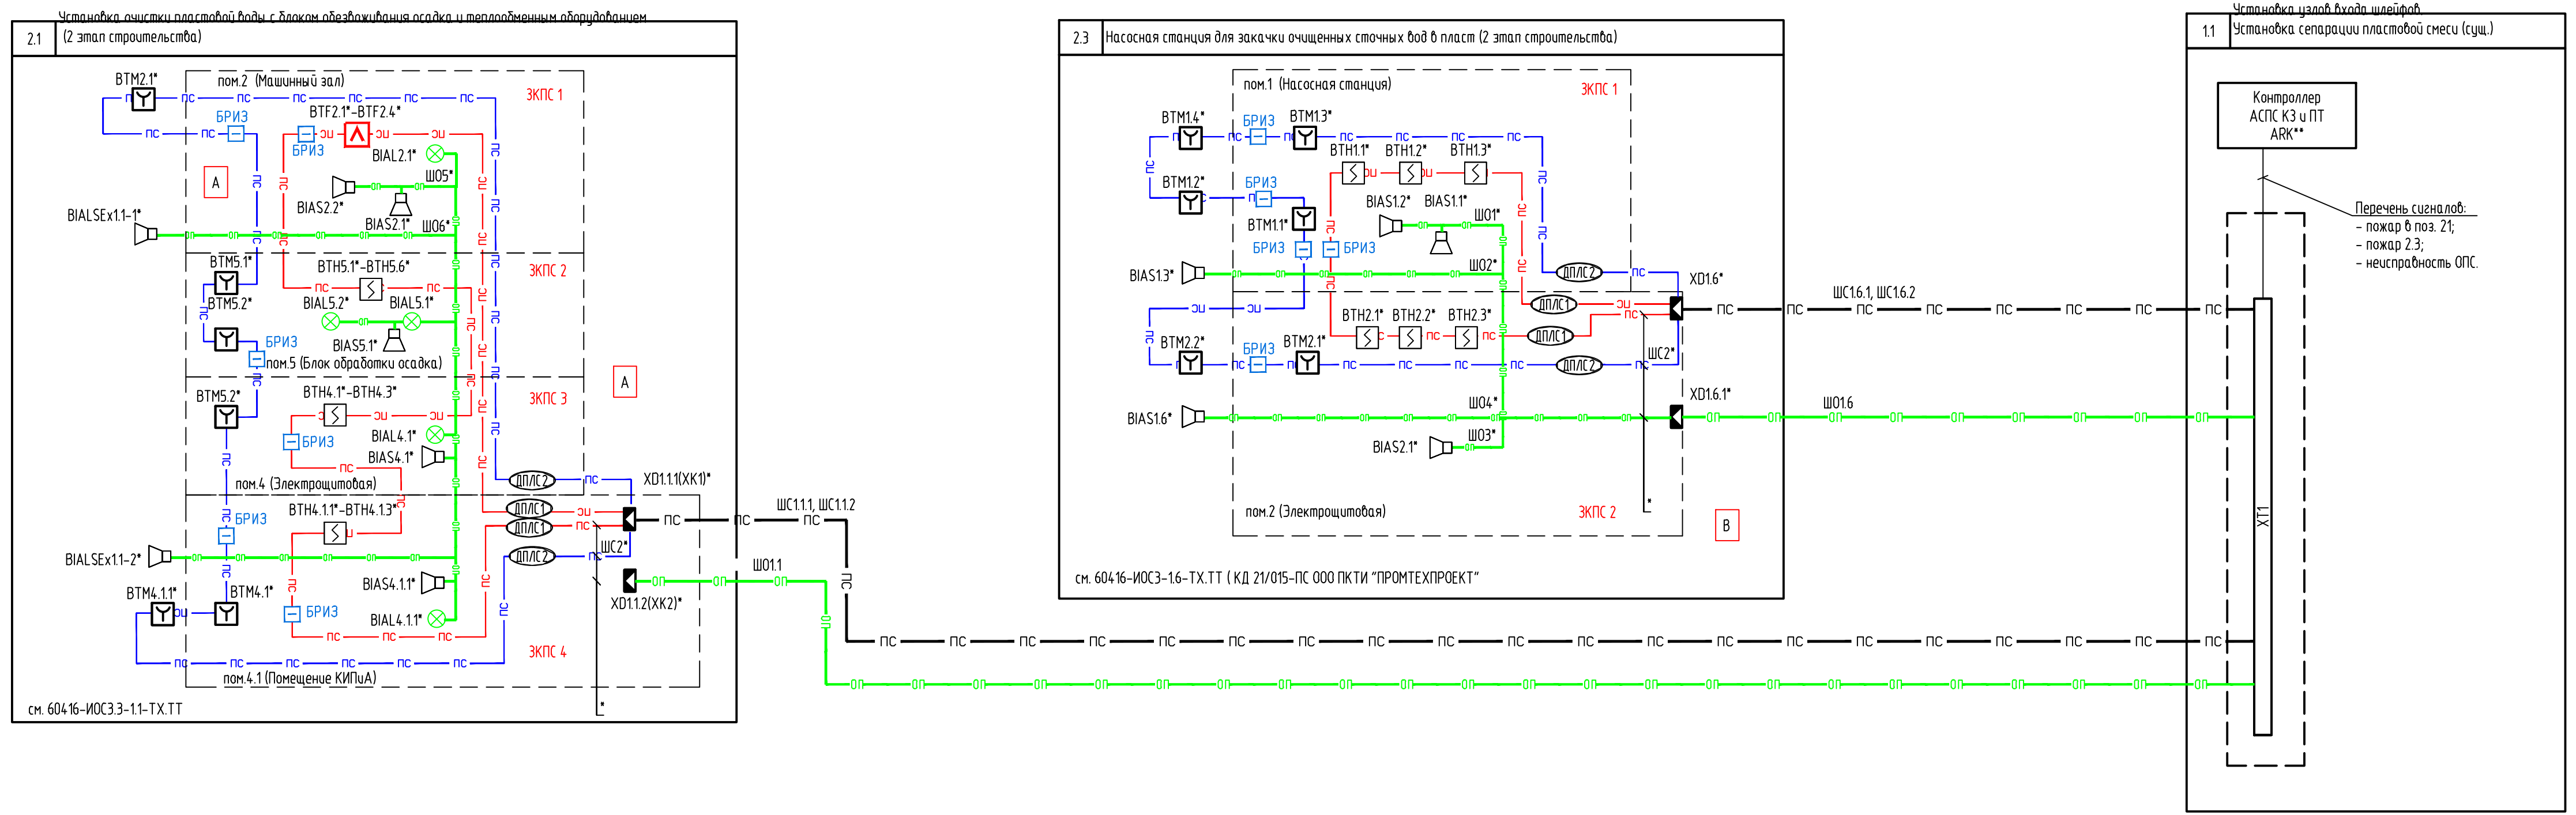 Установка очистки пластовой воды с блоком обезвоживания осадка и теплообменным оборудованием
2.1
(2 этап строительства)
BTM2.1*
пом.2 (Машинный зал)
ЗКПС 1
БРИЗ
BTF2.1*-BTF2.4*
БРИЗ
BIAL2.1*
A
ШО5*
BIAS2.2*
BIAS2.1*
BIALSEx1.1-1*
ШО6*
BTM5.1*
BTH5.1*-BTH5.6*
ЗКПС 2
BTM5.2*
BIAL5.2*
BIAL5.1*
БРИЗ
BIAS5.1*
пом.5 (Блок обработки осадка)
A
BTM5.2*
BTH4.1*-BTH4.3*
ЗКПС 3
БРИЗ
BIAL4.1*
BIAS4.1*
пом.4 (Электрощитовая)
ДПЛС2
ПС
XD1.1.1(XK1)*
БРИЗ
BTH4.1.1*-BTH4.1.3*
ДПЛС1
ПС
ДПЛС1
ПС
ШС1.1.1, ШС1.1.2
BIALSEx1.1-2*
ДПЛС2
ПС
ШС2*
BTM4.1.1*
BTM4.1*
БРИЗ
BIAS4.1.1*
BIAL4.1.1*
XD1.1.2(XK2)*
ШО1.1
ЗКПС 4
пом.4.1 (Помещение КИПиА)
*
см. 60416-ИОС3.3-1.1-ТХ.ТТ
2.3
Насосная станция для закачки очищенных сточных вод в пласт (2 этап строительства)
пом.1 (Насосная станция)
ЗКПС 1
BTM1.4*
БРИЗ
BTM1.3*
BTH1.1*
BTH1.2*
BTH1.3*
BTM1.2*
БРИЗ
BIAS1.2*
BIAS1.1*
BTM1.1*
ШО1*
БРИЗ
БРИЗ
BIAS1.3*
ШО2*
ДПЛС2
ПС
XD1.6*
ДПЛС1
ПС
ШС1.6.1, ШС1.6.2
BTH2.1*
BTH2.2*
BTH2.3*
ДПЛС1
ПС
BTM2.2*
БРИЗ
BTM2.1*
ДПЛС2
ПС
ШС2*
XD1.6.1*
BIAS1.6*
ШО4*
ШО1.6
BIAS2.1*
ШО3*
*
пом.2 (Электрощитовая)
ЗКПС 2
B
см. 60416-ИОС3-1.6-ТХ.ТТ ( КД 21/015-ПС ООО ПКТИ "ПРОМТЕХПРОЕКТ"
Установка узлов входа шлейфов
1.1
Установка сепарации пластовой смеси (сущ.)
Контроллер
АСПС КЗ и ПТ
ARK**
Перечень сигналов:
- пожар в поз. 21;
- пожар 2.3;
- неисправность ОПС.
XT1